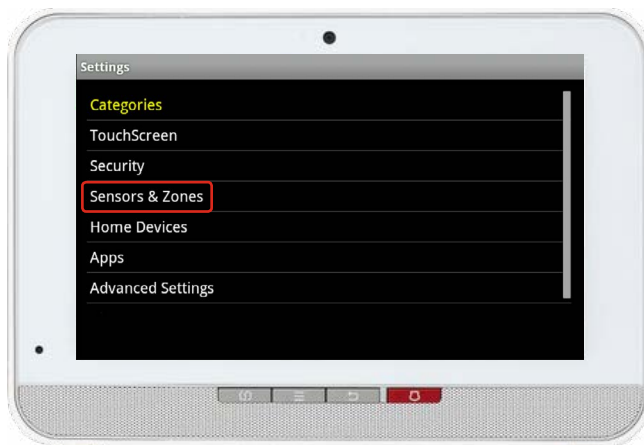 Settings
Categories
TouchScreen
Security
Sensors & Zones
Home Devices
Apps
Advanced Settings